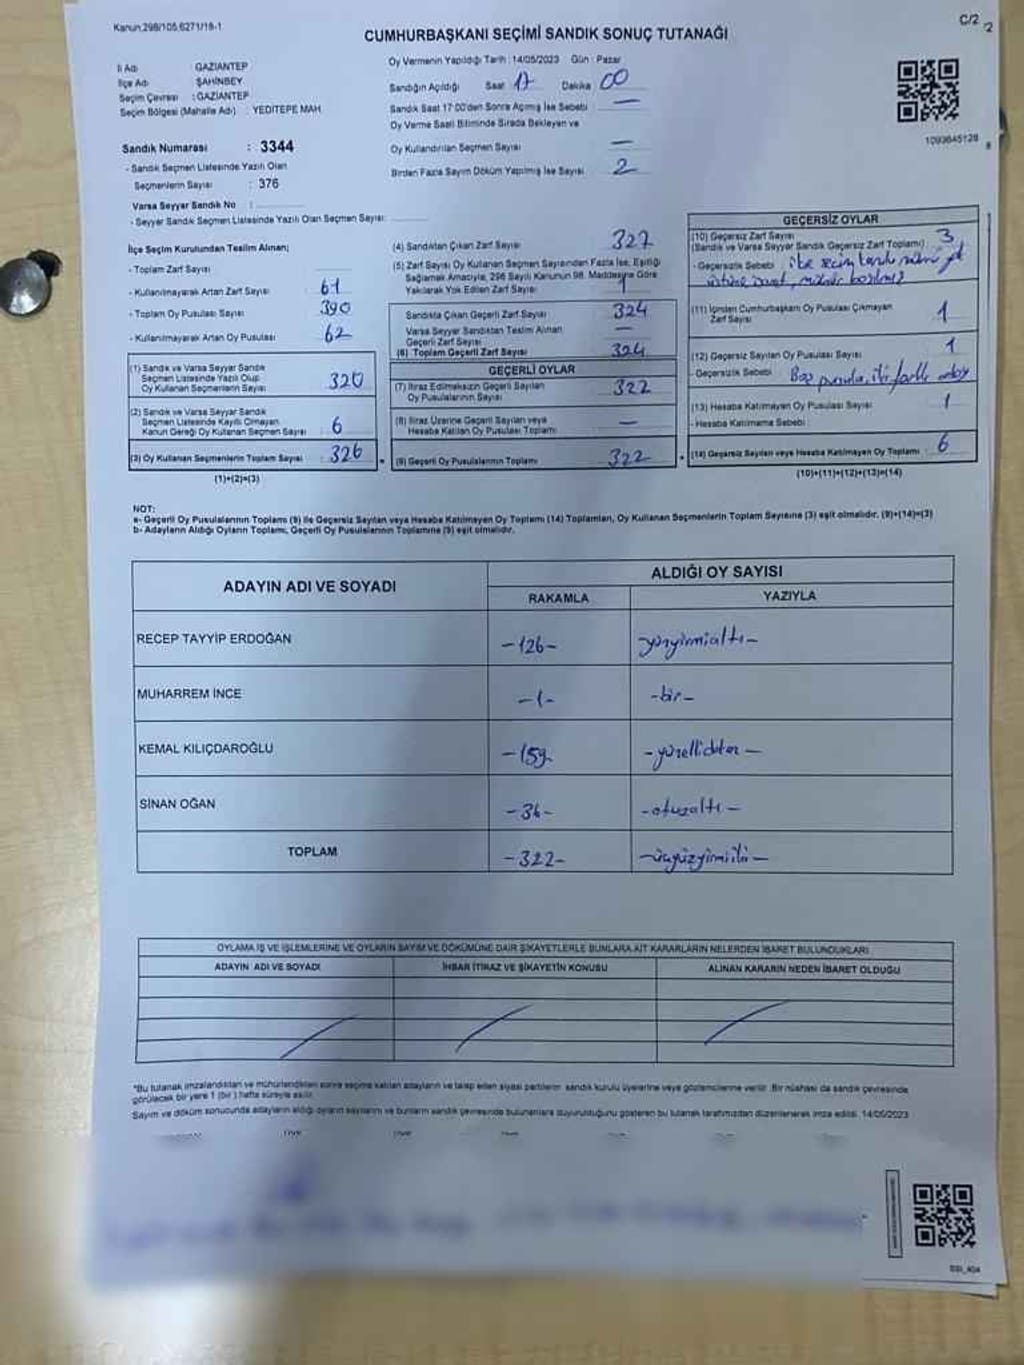 Kanun,298/105,6271/18-1
C/2
/2
CUMHURBAŞKANI SEÇİMİ SANDIK SONUÇ TUTANAĞI
İl Adı GAZİANTEP
İlçe Adı ŞAHİNBEY
Seçim Çevresi : GAZİANTEP
Seçim Bölgesi (Mahalle Adı) : YEDİTEPE MAH.
Sandık Numarası : 3344
- Sandık Seçmen Listesinde Yazılı Olan
Seçmenlerin Sayısı : 376
Varsa Seyyar Sandık No :
- Seyyar Sandık Seçmen Listesinde Yazılı Olan Seçmen Sayısı:
Oy Vermenin Yapıldığı Tarih : 14/05/2023 Gün : Pazar
Sandığın Açıldığı Saat 17 Dakika 00
Sandık Saat 17:00'den Sonra Açılmış İse Sebebi —
Oy Verme Saati Bitiminde Sırada Bekleyen ve
Oy Kullandırılan Seçmen Sayısı —
Birden Fazla Sayım Döküm Yapılmış İse Sayısı 2
1093645128
İlçe Seçim Kurulundan Teslim Alınan;
- Toplam Zarf Sayısı
- Kullanılmayarak Artan Zarf Sayısı 61
- Toplam Oy Pusulası Sayısı 390
- Kullanılmayarak Artan Oy Pusulası 62
(1) Sandık ve Varsa Seyyar Sandık
Seçmen Listesinde Yazılı Olup
Oy Kullanan Seçmenlerin Sayısı 320
(2) Sandık ve Varsa Seyyar Sandık
Seçmen Listesinde Kayıtlı Olmayan
Kanun Gereği Oy Kullanan Seçmen Sayısı 6
(3) Oy Kullanan Seçmenlerin Toplam Sayısı 326
(1)+(2)=(3)
(4) Sandıktan Çıkan Zarf Sayısı 327
(5) Zarf Sayısı Oy Kullanan Seçmen Sayısından Fazla İse, Eşitliği
Sağlamak Amacıyla, 298 Sayılı Kanunun 98. Maddesine Göre
Yakılarak Yok Edilen Zarf Sayısı 1
Sandıkta Çıkan Geçerli Zarf Sayısı 324
Varsa Seyyar Sandıktan Teslim Alınan
Geçerli Zarf Sayısı —
(6) Toplam Geçerli Zarf Sayısı 324
GEÇERLİ OYLAR
(7) İtiraz Edilmeksizin Geçerli Sayılan
Oy Pusulalarının Sayısı 322
(8) İtiraz Üzerine Geçerli Sayılan veya
Hesaba Katılan Oy Pusulası Toplamı —
(9) Geçerli Oy Pusulalarının Toplamı 322
GEÇERSİZ OYLAR
(10) Geçersiz Zarf Sayısı 3
(Sandık ve Varsa Seyyar Sandık Geçersiz Zarf Toplamı)
- Geçersizlik Sebebi
(11) İçinden Cumhurbaşkanı Oy Pusulası Çıkmayan
Zarf Sayısı 1
(12) Geçersiz Sayılan Oy Pusulası Sayısı 1
- Geçersizlik Sebebi Boş pusula, iki farklı
(13) Hesaba Katılmayan Oy Pusulası Sayısı 1
- Hesaba Katılmama Sebebi
(14) Geçersiz Sayılan veya Hesaba Katılmayan Oy Toplamı 6
(10)+(11)+(12)+(13)=(14)
NOT:
a- Geçerli Oy Pusulalarının Toplamı (9) ile Geçersiz Sayılan veya Hesaba Katılmayan Oy Toplamı (14) Toplamları, Oy Kullanan Seçmenlerin Toplam Sayısına (3) eşit olmalıdır. (9)+(14)=(3)
b- Adayların Aldığı Oyların Toplamı, Geçerli Oy Pusulalarının Toplamına (9) eşit olmalıdır.
ADAYIN ADI VE SOYADI ALDIĞI OY SAYISI
RAKAMLA YAZIYLA
RECEP TAYYİP ERDOĞAN -126- yüzyirmialtı-
MUHARREM İNCE -1- -bir-
KEMAL KILIÇDAROĞLU -159- -yüzellidokuz-
SİNAN OĞAN -36- -otuzaltı-
TOPLAM -322- -üçyüzyirmiiki-
OYLAMA İŞ VE İŞLEMLERİNE VE OYLARIN SAYIM VE DÖKÜMÜNE DAİR ŞİKAYETLERLE BUNLARA AİT KARARLARIN NELERDEN İBARET BULUNDUKLARI
ADAYIN ADI VE SOYADI İHBAR İTİRAZ VE ŞİKAYETİN KONUSU ALINAN KARARIN NEDEN İBARET OLDUĞU
*Bu tutanak imzalandıktan ve mühürlendikten sonra seçime katılan adayların ve talep eden siyasi partilerin sandık kurulu üyelerine veya gözlemcilerine verilir. Bir nüshası da sandık çevresinde
görülecek bir yere 1 (bir) hafta süreyle asılır.
Sayım ve döküm sonucunda adayların aldığı oyların sayılarını ve bunların sandık çevresinde bulunanlara duyurulduğunu gösteren bu tutanak tarafımızdan düzenlenerek imza edildi. 14/05/2023